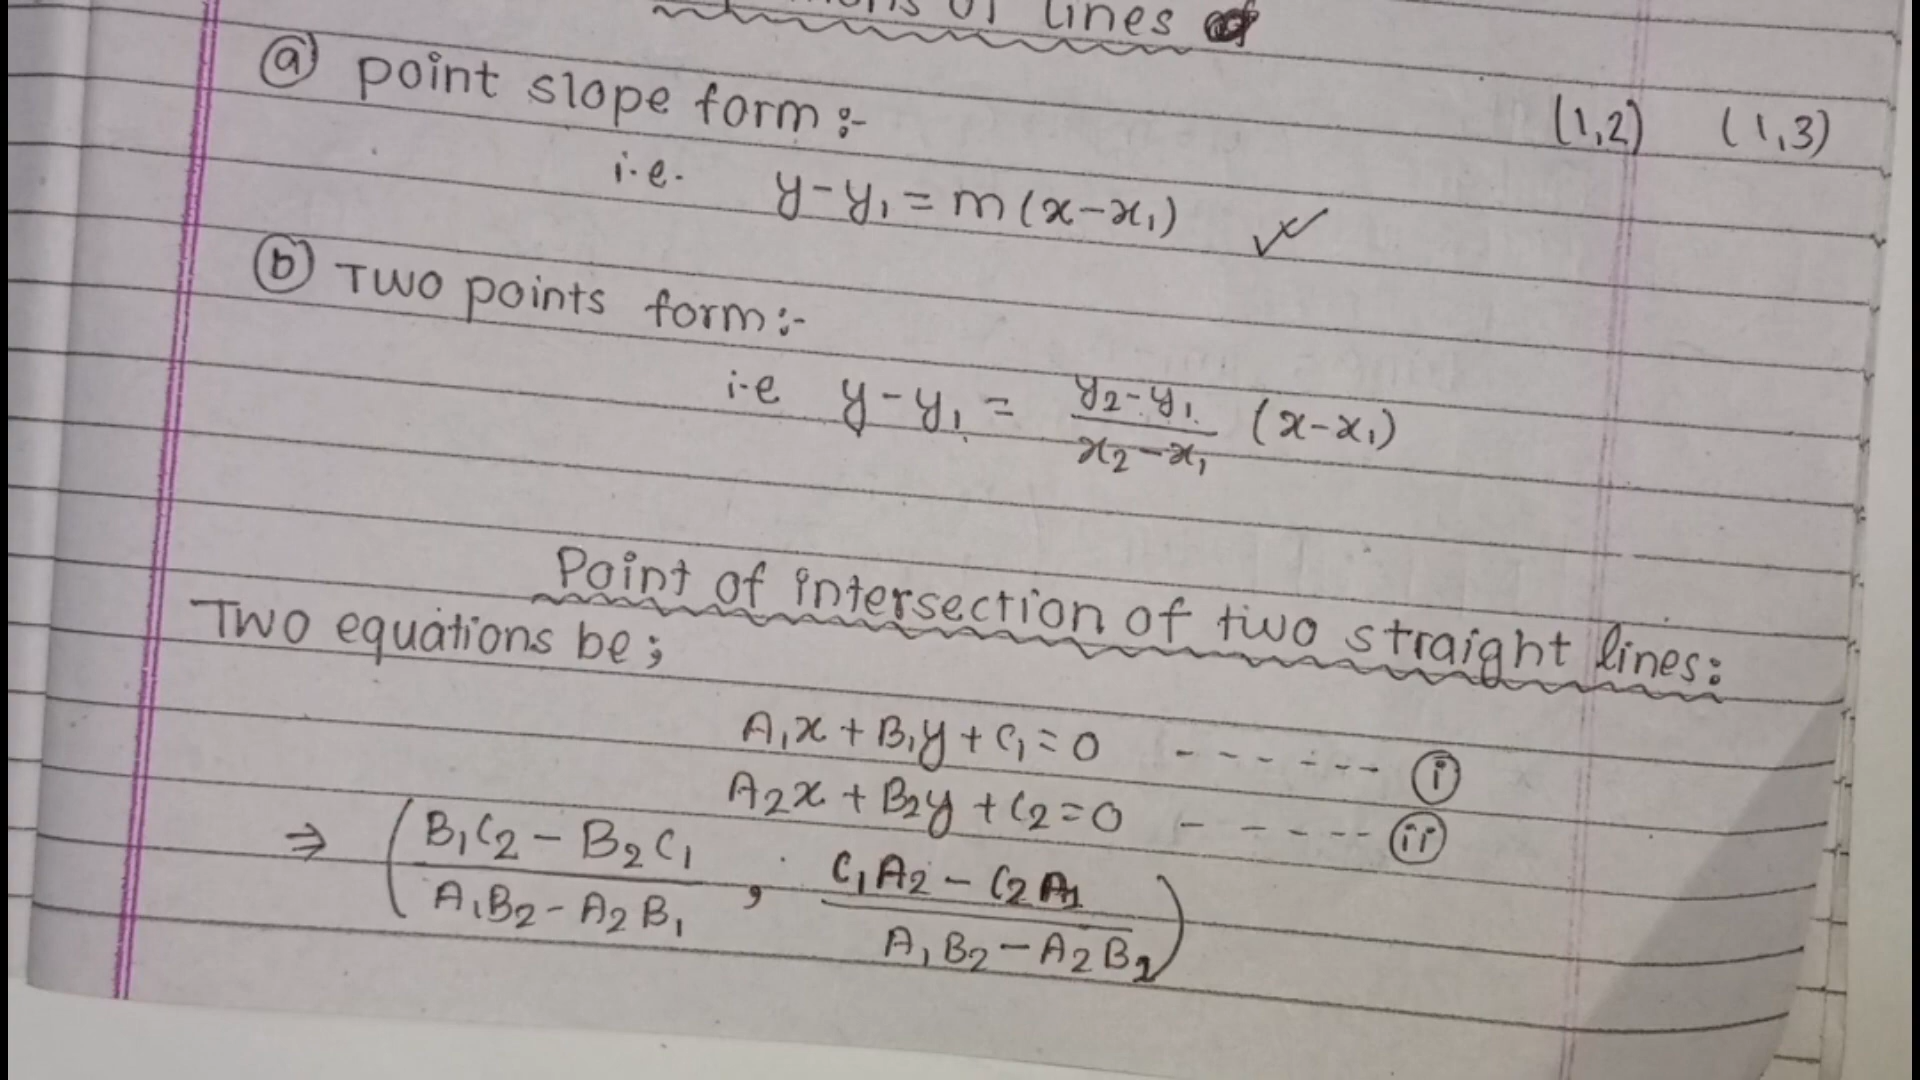 of lines
(a) point slope form :-
(1,2) (1,3)
i.e. y-y₁ = m(x-x₁)
(b) Two points form :-
i-e y-y₁ = y₂-y₁/x₂-x₁ (x-x₁)
Point of intersection of two straight lines:
Two equations be;
A₁x + B₁y + C₁ = 0 ------- (i)
A₂x + B₂y + C₂ = 0 ------ (ii)
⇒ (B₁C₂ - B₂C₁/A₁B₂ - A₂B₁ , C₁A₂ - C₂A₁/A₁B₂ - A₂B₂)